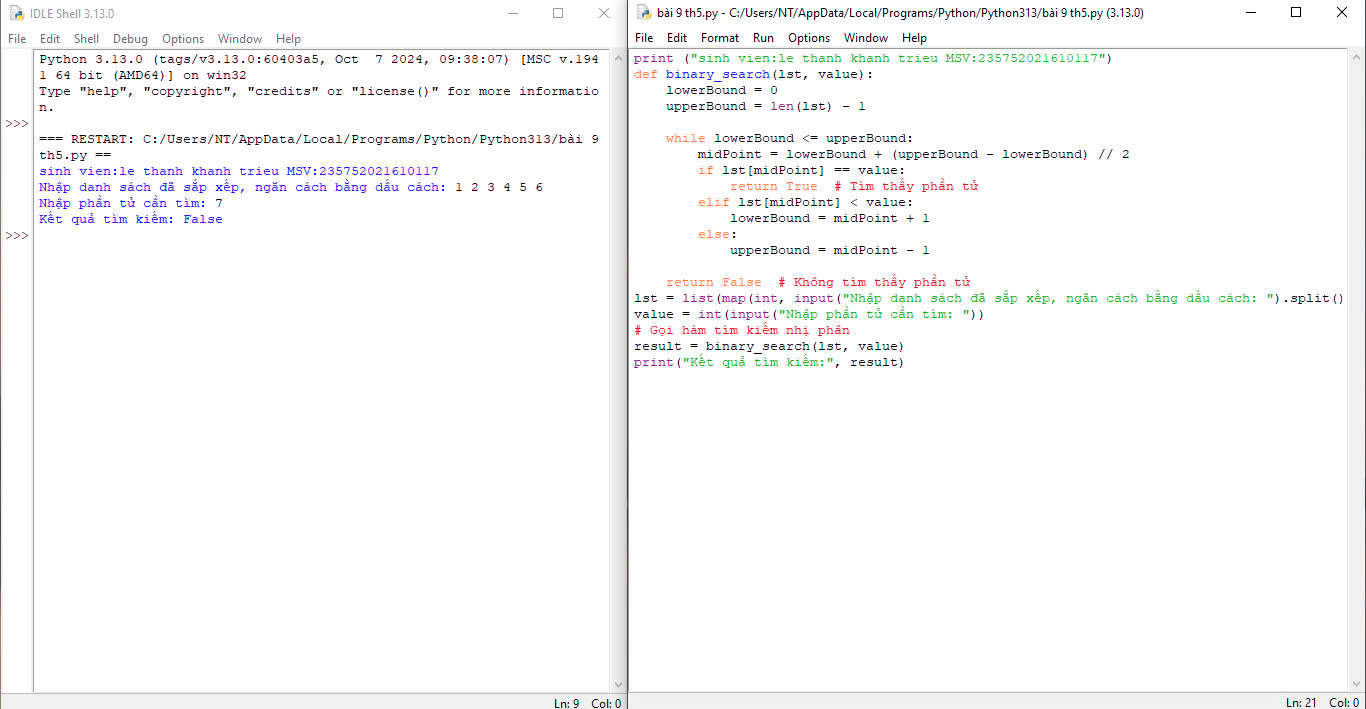 IDLE Shell 3.13.0
File Edit Shell Debug Options Window Help
Python 3.13.0 (tags/v3.13.0:60403a5, Oct  7 2024, 09:38:07) [MSC v.194
1 64 bit (AMD64)] on win32
Type "help", "copyright", "credits" or "license()" for more informatio
n.
>>>
=== RESTART: C:/Users/NT/AppData/Local/Programs/Python/Python313/bài 9
th5.py ==
sinh vien:le thanh khanh trieu MSV:235752021610117
Nhập danh sách đã sắp xếp, ngăn cách bằng dấu cách: 1 2 3 4 5 6
Nhập phần tử cần tìm: 7
Kết quả tìm kiếm: False
>>>
Ln: 9 Col: 0
bài 9 th5.py - C:/Users/NT/AppData/Local/Programs/Python/Python313/bài 9 th5.py (3.13.0)
File Edit Format Run Options Window Help
print ("sinh vien:le thanh khanh trieu MSV:235752021610117")
def binary_search(lst, value):
    lowerBound = 0
    upperBound = len(lst) - 1
    while lowerBound <= upperBound:
        midPoint = lowerBound + (upperBound - lowerBound) // 2
        if lst[midPoint] == value:
            return True  # Tìm thấy phần tử
        elif lst[midPoint] < value:
            lowerBound = midPoint + 1
        else:
            upperBound = midPoint - 1
    return False  # Không tìm thấy phần tử
lst = list(map(int, input("Nhập danh sách đã sắp xếp, ngăn cách bằng dấu cách: ").split()
value = int(input("Nhập phần tử cần tìm: "))
# Gọi hàm tìm kiếm nhị phân
result = binary_search(lst, value)
print("Kết quả tìm kiếm:", result)
Ln: 21 Col: 0